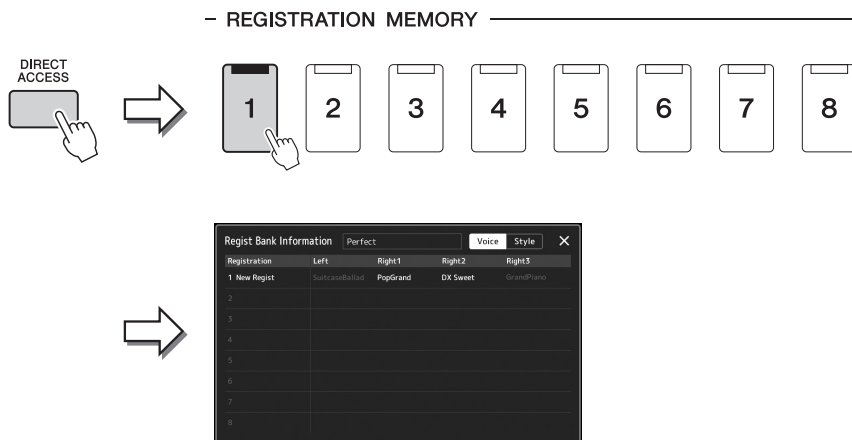 REGISTRATION MEMORY
DIRECT
ACCESS
1 2 3 4 5 6 7 8
Regist Bank Information Perfect Voice Style
Registration Left Right1 Right2 Right3
1 New Regist SuitcaseBallad PopGrand DX Sweet GrandPiano
2
3
4
5
6
7
8